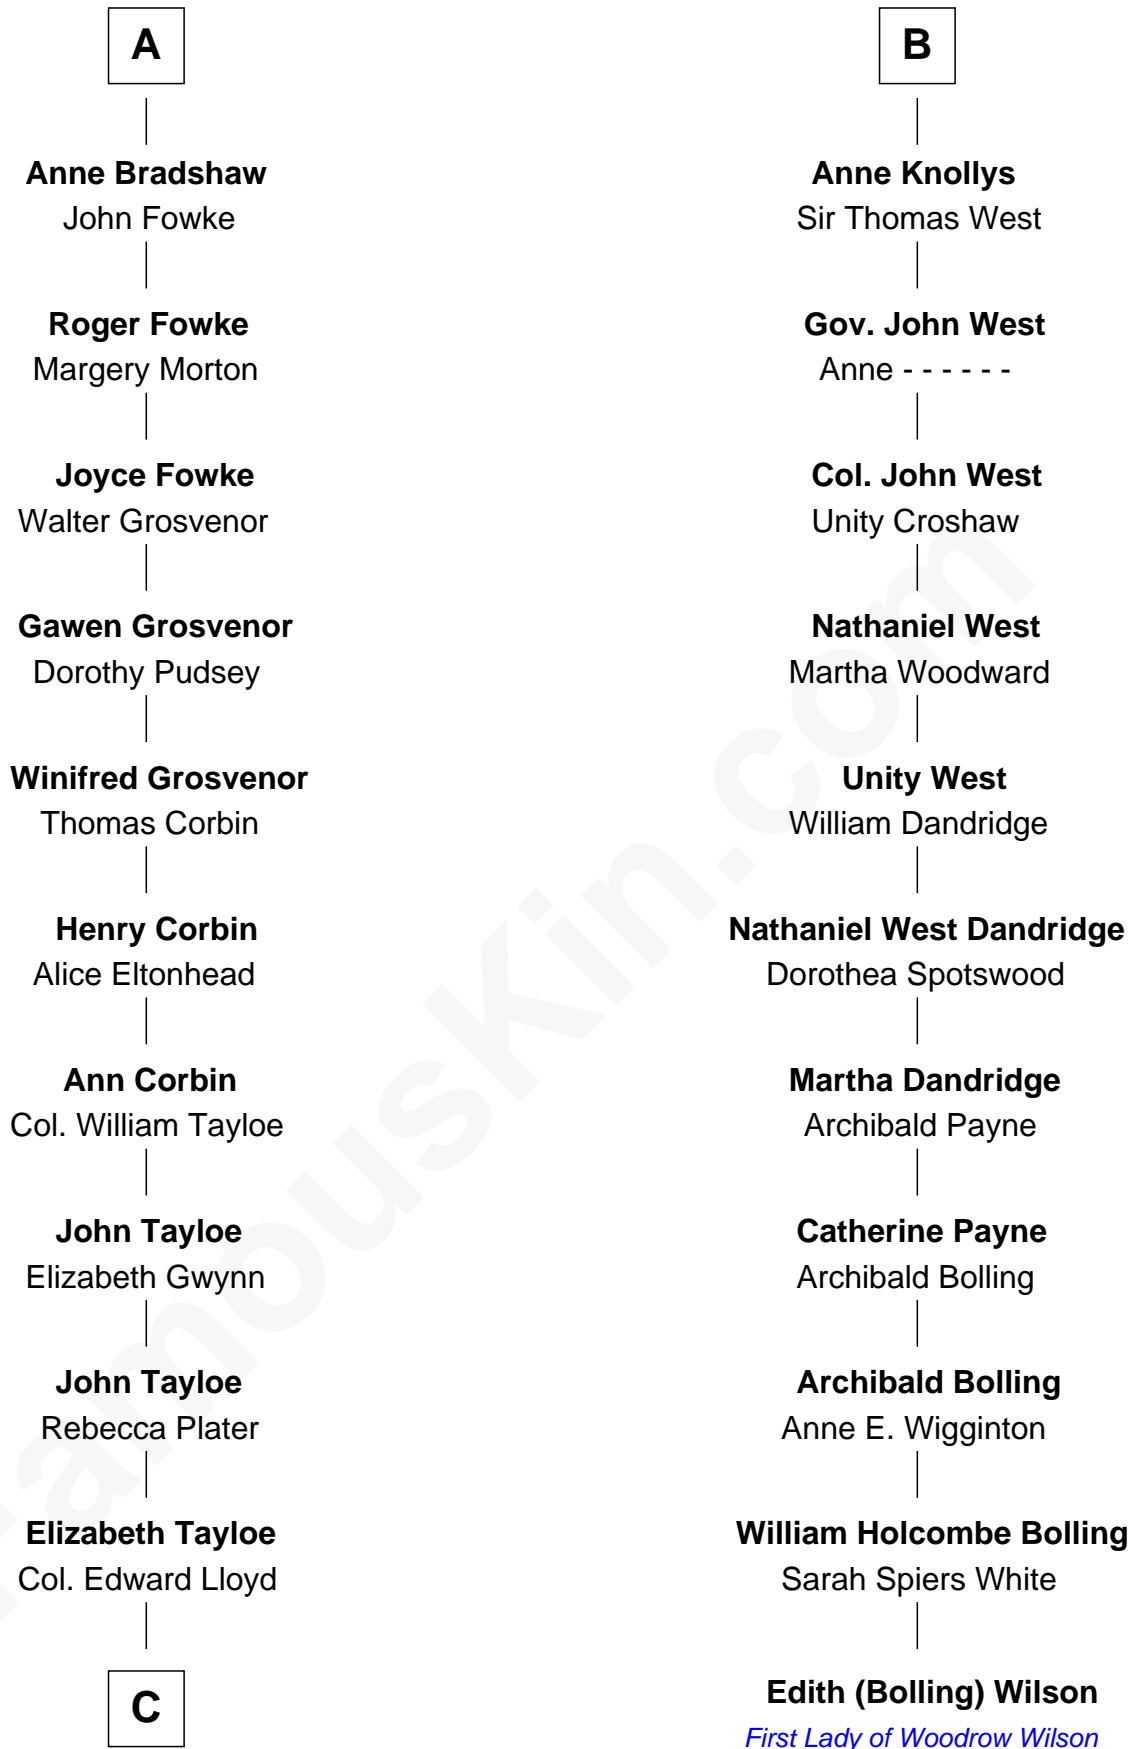 A
Anne Bradshaw
John Fowke
Roger Fowke
Margery Morton
Joyce Fowke
Walter Grosvenor
Gawen Grosvenor
Dorothy Pudsey
Winifred Grosvenor
Thomas Corbin
Henry Corbin
Alice Eltonhead
Ann Corbin
Col. William Tayloe
John Tayloe
Elizabeth Gwynn
John Tayloe
Rebecca Plater
Elizabeth Tayloe
Col. Edward Lloyd
C
B
Anne Knollys
Sir Thomas West
Gov. John West
Anne - - - - - -
Col. John West
Unity Croshaw
Nathaniel West
Martha Woodward
Unity West
William Dandridge
Nathaniel West Dandridge
Dorothea Spotswood
Martha Dandridge
Archibald Payne
Catherine Payne
Archibald Bolling
Archibald Bolling
Anne E. Wigginton
William Holcombe Bolling
Sarah Spiers White
Edith (Bolling) Wilson
First Lady of Woodrow Wilson
FamousKin.com